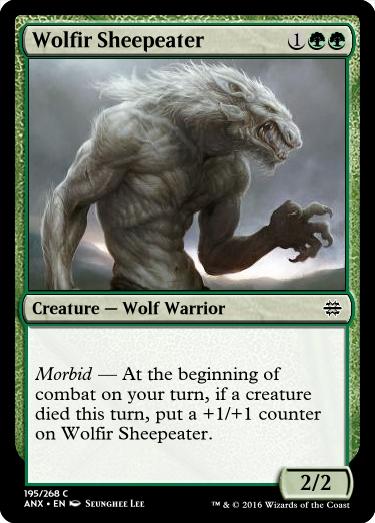 Wolfir Sheepeater 1
Creature — Wolf Warrior
Morbid — At the beginning of
combat on your turn, if a creature
died this turn, put a +1/+1 counter
on Wolfir Sheepeater.
2/2
195/268 C
ANX • EN Seunghee Lee
™ & © 2016 Wizards of the Coast